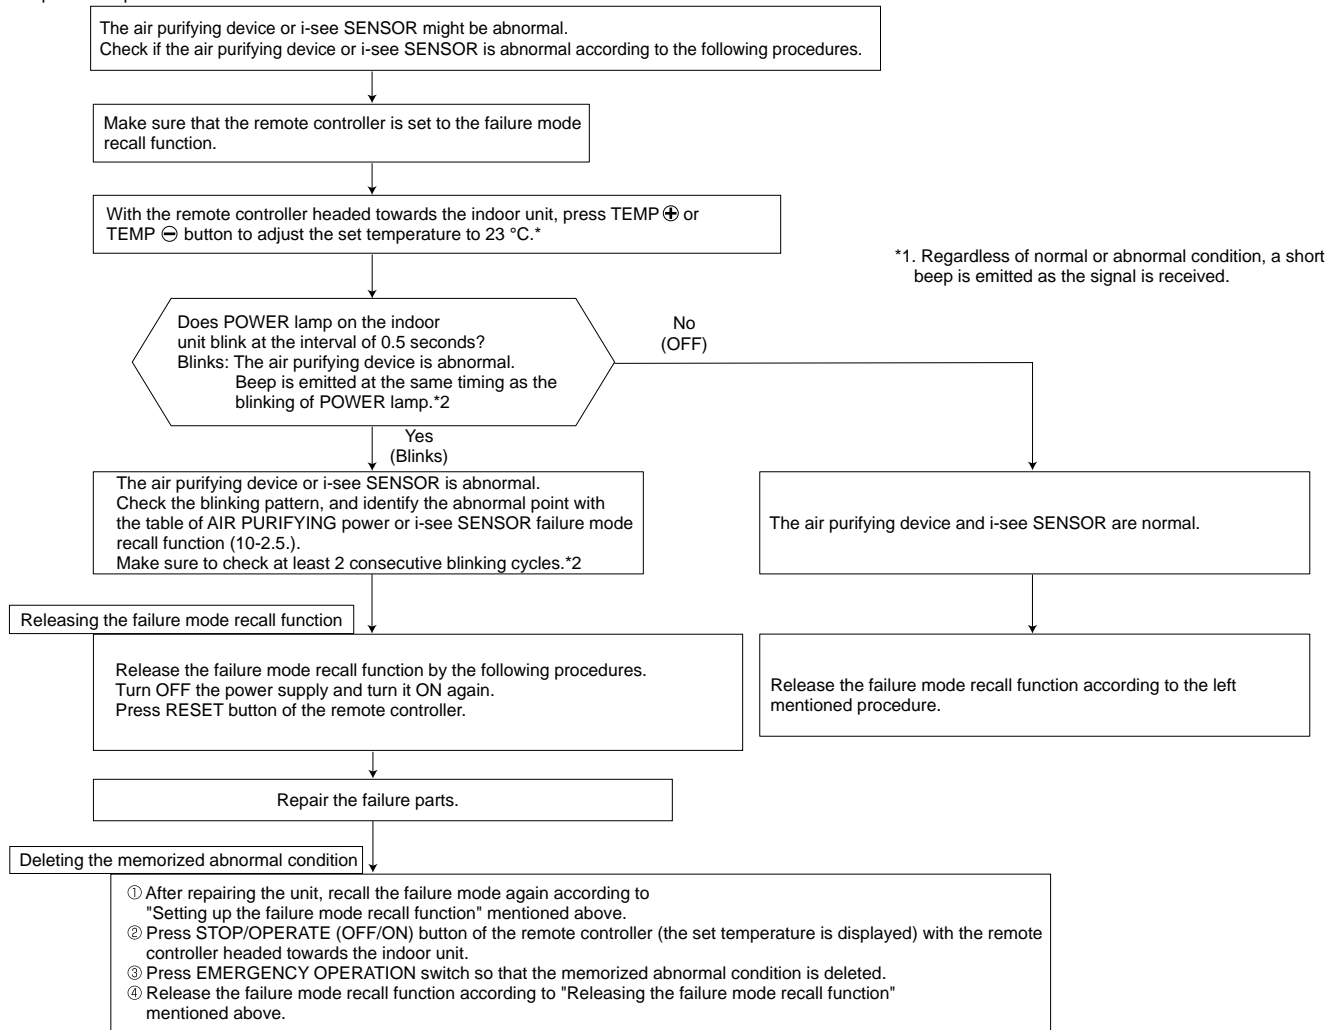 The air purifying device or i-see SENSOR might be abnormal.
Check if the air purifying device or i-see SENSOR is abnormal according to the following procedures.
Make sure that the remote controller is set to the failure mode
recall function.
With the remote controller headed towards the indoor unit, press TEMP ⊕ or
TEMP ⊖ button to adjust the set temperature to 23 °C.*
*1. Regardless of normal or abnormal condition, a short
beep is emitted as the signal is received.
Does POWER lamp on the indoor
unit blink at the interval of 0.5 seconds?
Blinks: The air purifying device is abnormal.
Beep is emitted at the same timing as the
blinking of POWER lamp.*2
No
(OFF)
Yes
(Blinks)
The air purifying device or i-see SENSOR is abnormal.
Check the blinking pattern, and identify the abnormal point with
the table of AIR PURIFYING power or i-see SENSOR failure mode
recall function (10-2.5.).
Make sure to check at least 2 consecutive blinking cycles.*2
The air purifying device and i-see SENSOR are normal.
Releasing the failure mode recall function
Release the failure mode recall function by the following procedures.
Turn OFF the power supply and turn it ON again.
Press RESET button of the remote controller.
Release the failure mode recall function according to the left
mentioned procedure.
Repair the failure parts.
Deleting the memorized abnormal condition
① After repairing the unit, recall the failure mode again according to
"Setting up the failure mode recall function" mentioned above.
② Press STOP/OPERATE (OFF/ON) button of the remote controller (the set temperature is displayed) with the remote
controller headed towards the indoor unit.
③ Press EMERGENCY OPERATION switch so that the memorized abnormal condition is deleted.
④ Release the failure mode recall function according to "Releasing the failure mode recall function"
mentioned above.